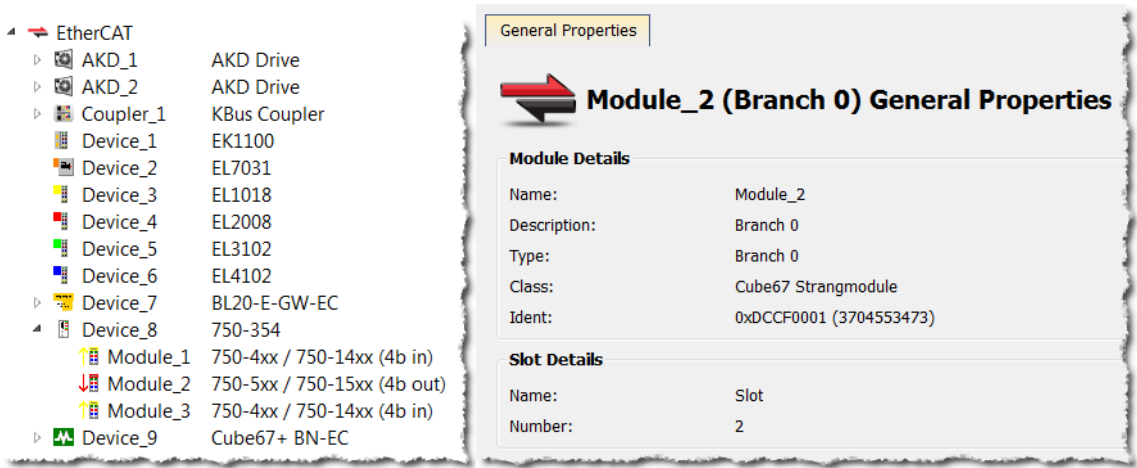 EtherCAT
AKD_1 AKD Drive
AKD_2 AKD Drive
Coupler_1 KBus Coupler
Device_1 EK1100
Device_2 EL7031
Device_3 EL1018
Device_4 EL2008
Device_5 EL3102
Device_6 EL4102
Device_7 BL20-E-GW-EC
Device_8 750-354
Module_1 750-4xx / 750-14xx (4b in)
Module_2 750-5xx / 750-15xx (4b out)
Module_3 750-4xx / 750-14xx (4b in)
Device_9 Cube67+ BN-EC
General Properties
Module_2 (Branch 0) General Properties
Module Details
Name: Module_2
Description: Branch 0
Type: Branch 0
Class: Cube67 Strangmodule
Ident: 0xDCCF0001 (3704553473)
Slot Details
Name: Slot
Number: 2